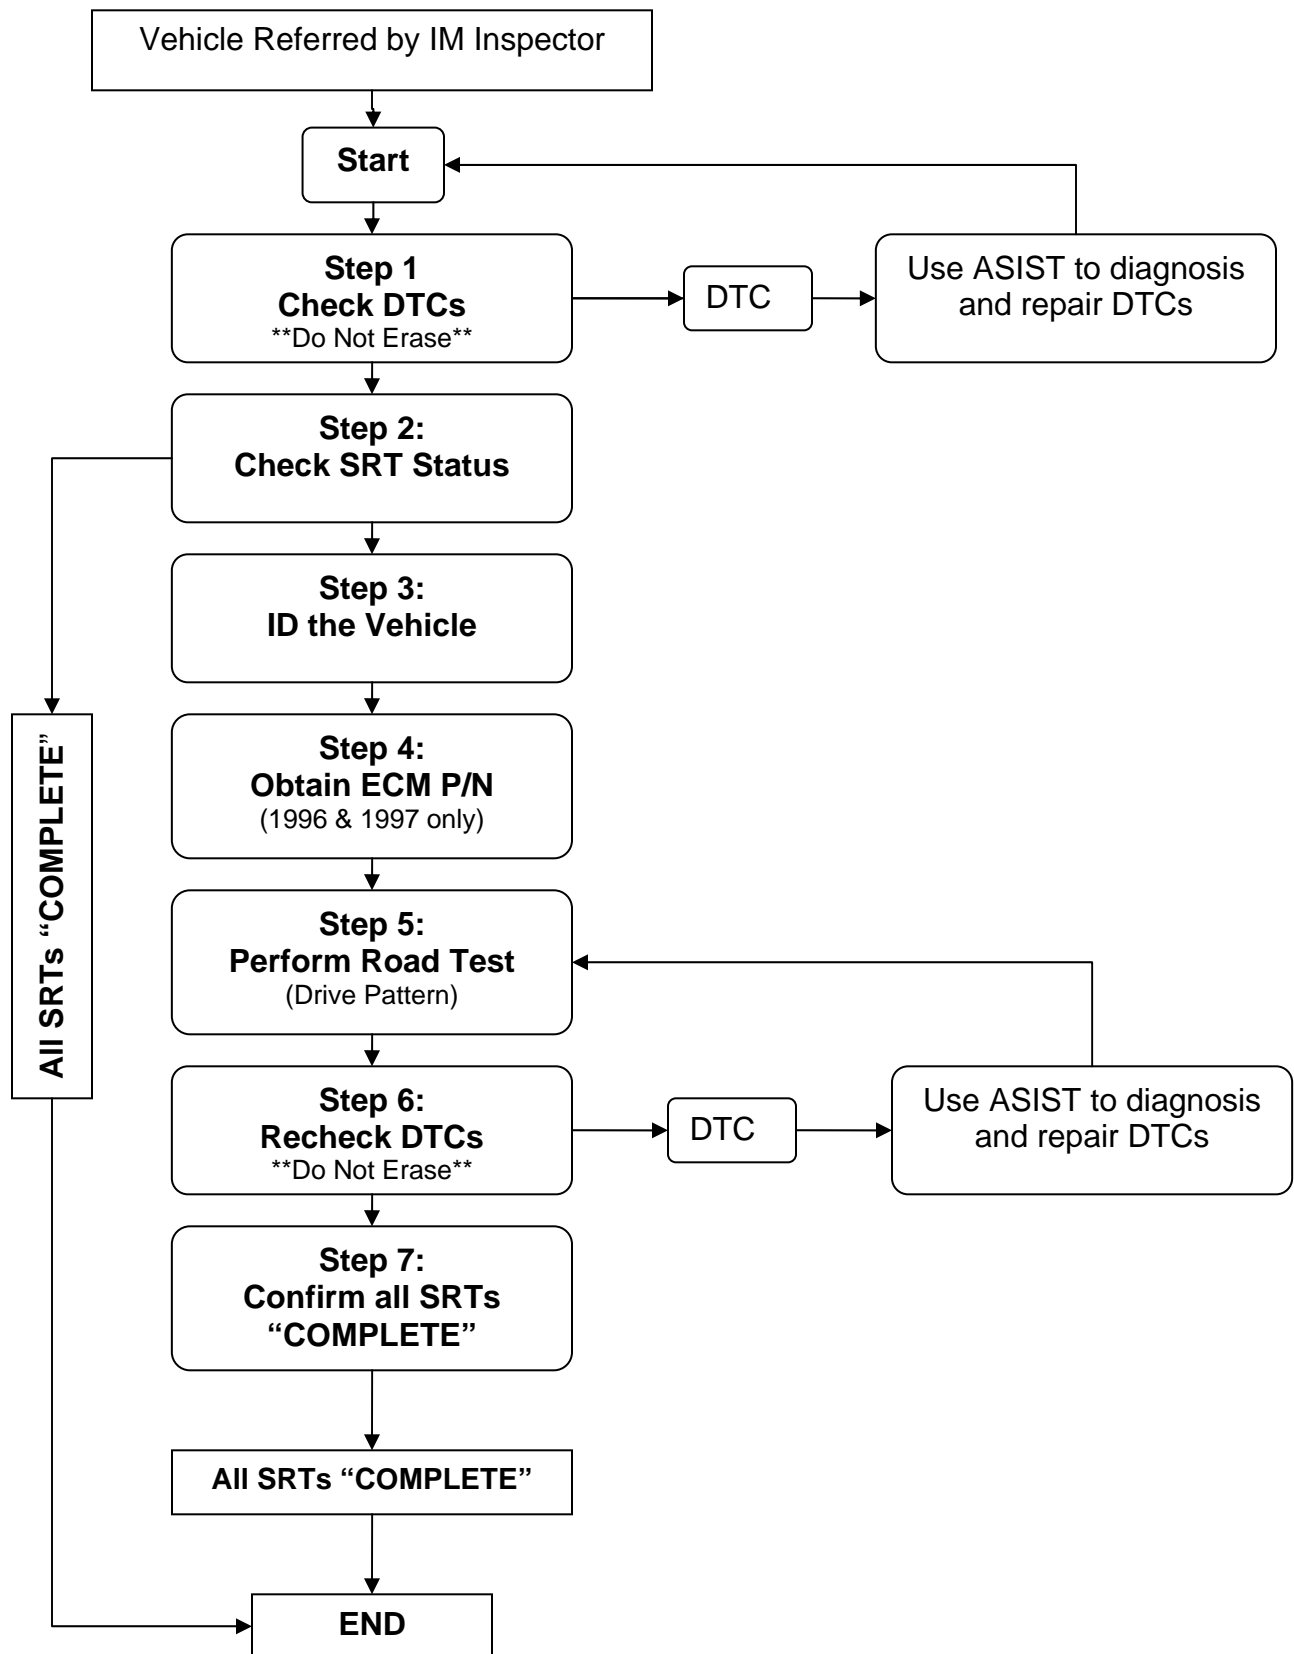 Vehicle Referred by IM Inspector
Start
Step 1
Check DTCs
**Do Not Erase**
DTC
Use ASIST to diagnosis
and repair DTCs
Step 2:
Check SRT Status
Step 3:
ID the Vehicle
All SRTs “COMPLETE”
Step 4:
Obtain ECM P/N
(1996 & 1997 only)
Step 5:
Perform Road Test
(Drive Pattern)
Step 6:
Recheck DTCs
**Do Not Erase**
DTC
Use ASIST to diagnosis
and repair DTCs
Step 7:
Confirm all SRTs
“COMPLETE”
All SRTs “COMPLETE”
END